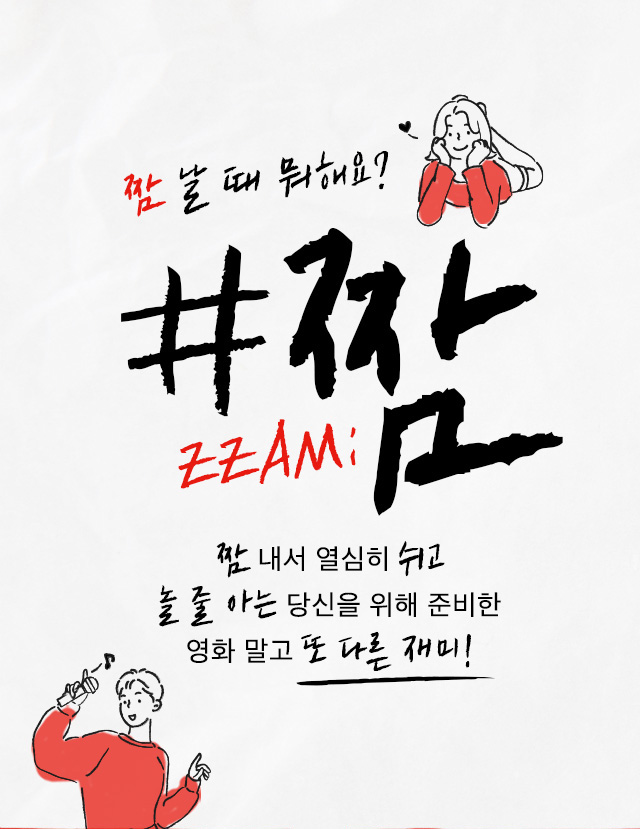 짬 날 때 뭐해요?
#짬
ZZAM;
짬 내서 열심히 쉬고
놀 줄 아는 당신을 위해 준비한
영화 말고 또 다른 재미!